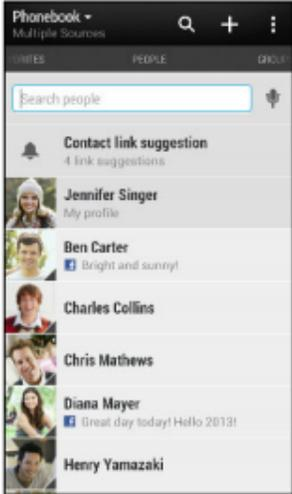 Phonebook
Multiple Sources
PEOPLE
Search people
Contact link suggestion
4 link suggestions
Jennifer Singer
My profile
Ben Carter
Bright and sunny!
Charles Collins
Chris Mathews
Diana Mayer
Great day today! Hello 2013!
Henry Yamazaki